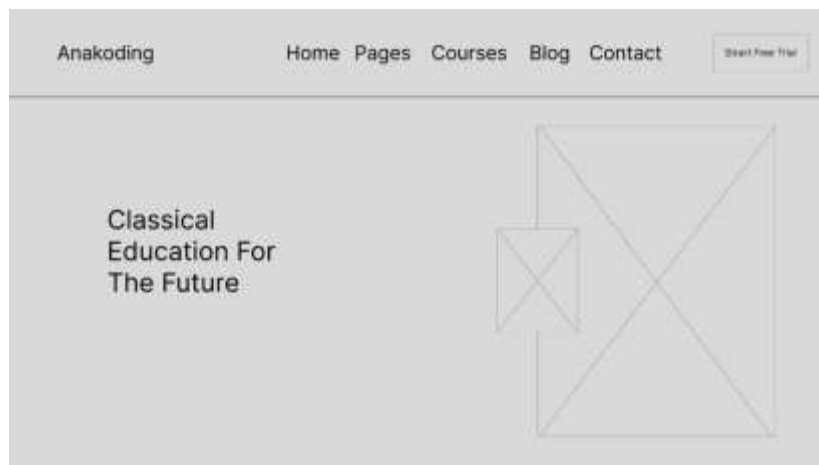 Anakoding
Home Pages Courses Blog Contact
Start Free Trial
Classical
Education For
The Future